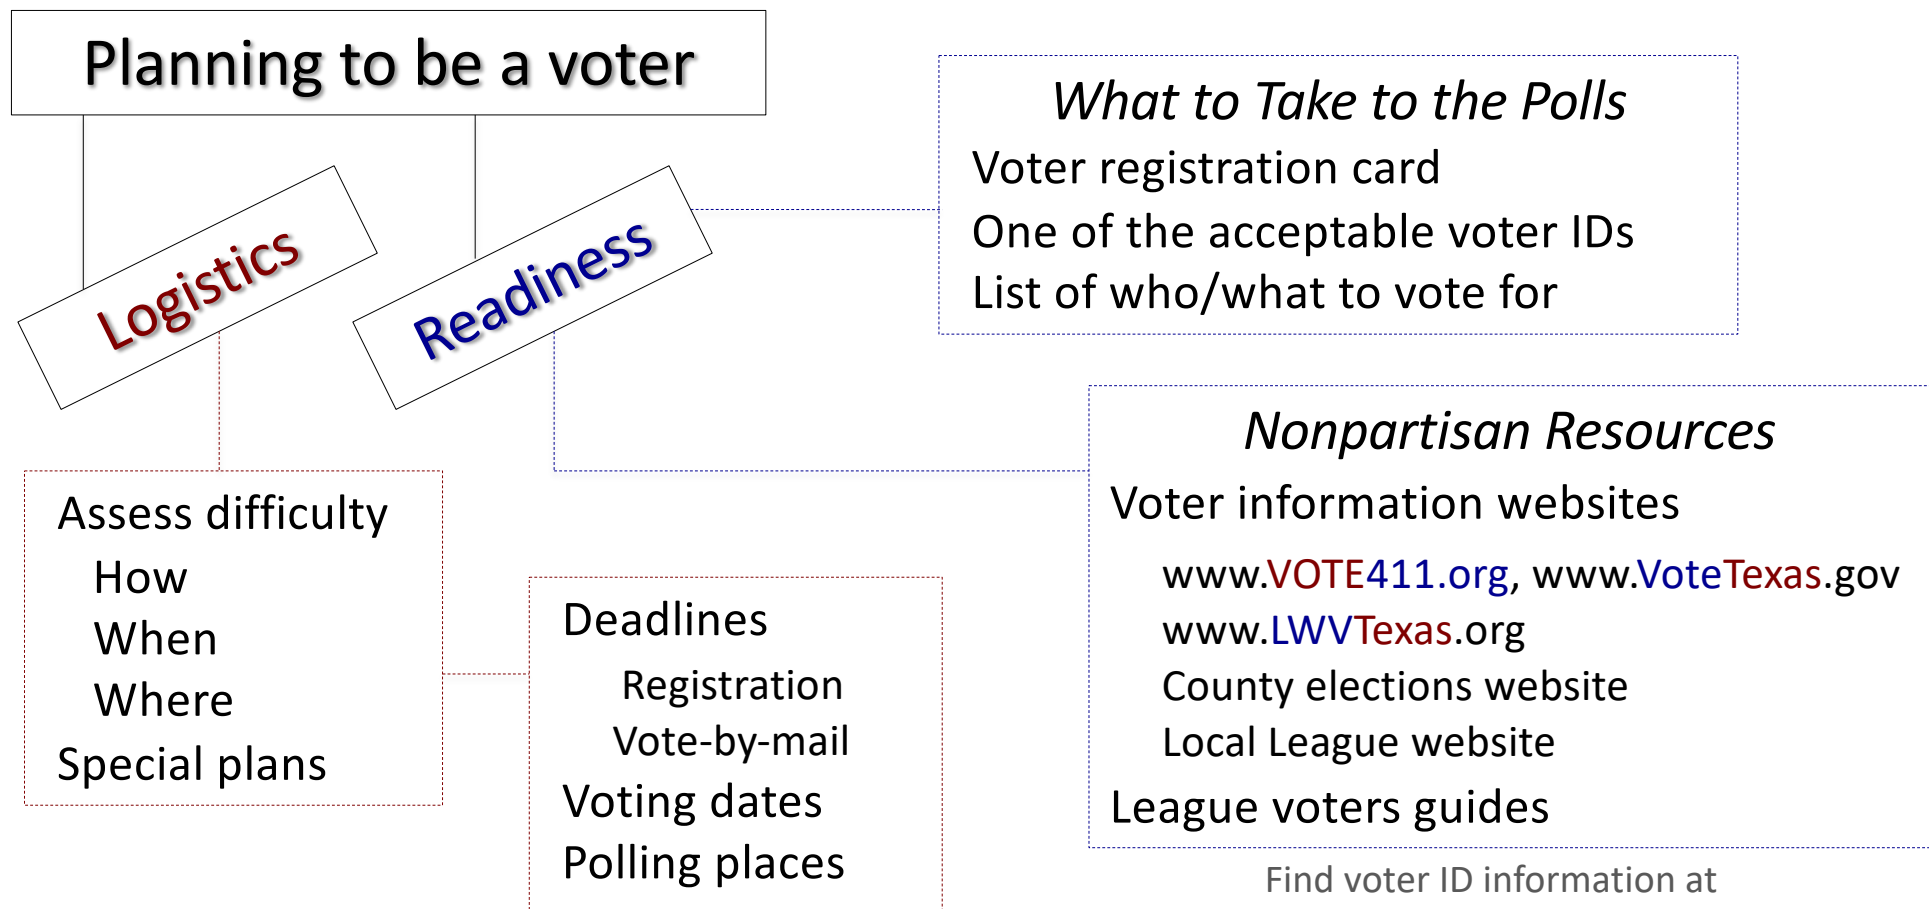 Planning to be a voter
Logistics
Readiness
What to Take to the Polls
Voter registration card
One of the acceptable voter IDs
List of who/what to vote for
Assess difficulty
How
When
Where
Special plans
Deadlines
Registration
Vote-by-mail
Voting dates
Polling places
Nonpartisan Resources
Voter information websites
www.VOTE411.org, www.VoteTexas.gov
www.LWVTexas.org
County elections website
Local League website
League voters guides
Find voter ID information at